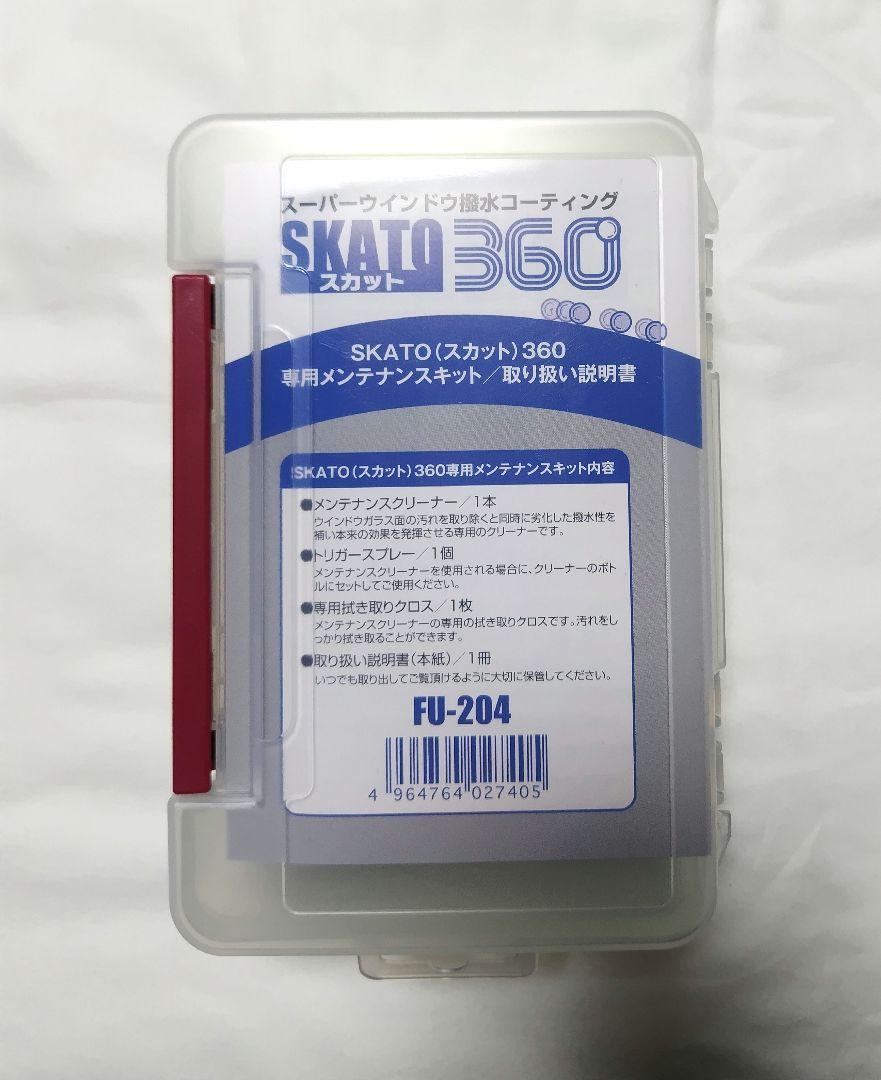 スーパーウインドウ撥水コーティング
SKATO 360°
スカット
SKATO(スカット)360
専用メンテナンスキット/取り扱い説明書
SKATO(スカット)360専用メンテナンスキット内容
●メンテナンスクリーナー/1本
ウインドウガラス面の汚れを取り除くと同時に劣化した撥水性を
補い本来の効果を発揮させる専用のクリーナーです。
●トリガースプレー/1個
メンテナンスクリーナーを使用される場合に、クリーナーのボト
ルにセットしてご使用ください。
●専用拭き取りクロス/1枚
メンテナンスクリーナーの専用の拭き取りクロスです。汚れをし
っかり拭き取ることができます。
●取り扱い説明書(本紙)/1冊
いつでも取り出してご覧頂けるように大切に保管してください。
FU-204
4 964764 027405